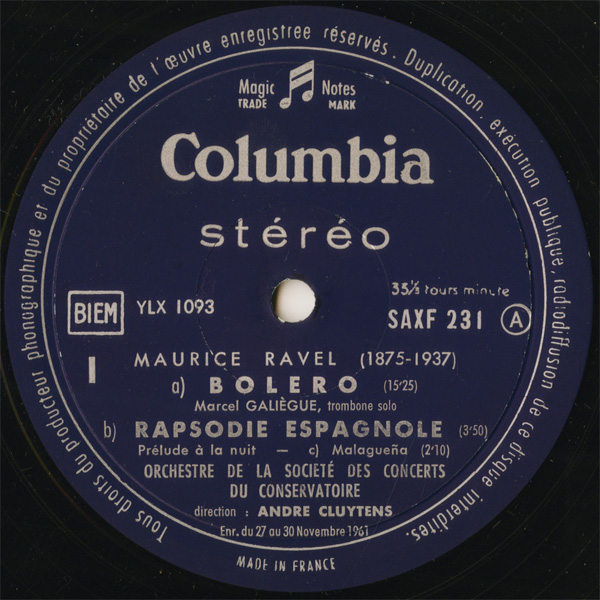 Tous droits du producteur phonographique et du propriétaire de l'œuvre enregistree réservés. Duplication, exécution publique, radiodiffusion de ce disque interdites.
Magic Notes
TRADE MARK
Columbia
stéréo
33⅓ tours minute
BIEM YLX 1093
SAXF 231 A
I
MAURICE RAVEL (1875-1937)
a) BOLERO (15'25)
Marcel GALIÈGUE, trombone solo
b) RAPSODIE ESPAGNOLE (3'50)
Prélude à la nuit — c) Malagueña (2'10)
ORCHESTRE DE LA SOCIETÉ DES CONCERTS
DU CONSERVATOIRE
direction : ANDRE CLUYTENS
Enr. du 27 au 30 Novembre 1961
MADE IN FRANCE